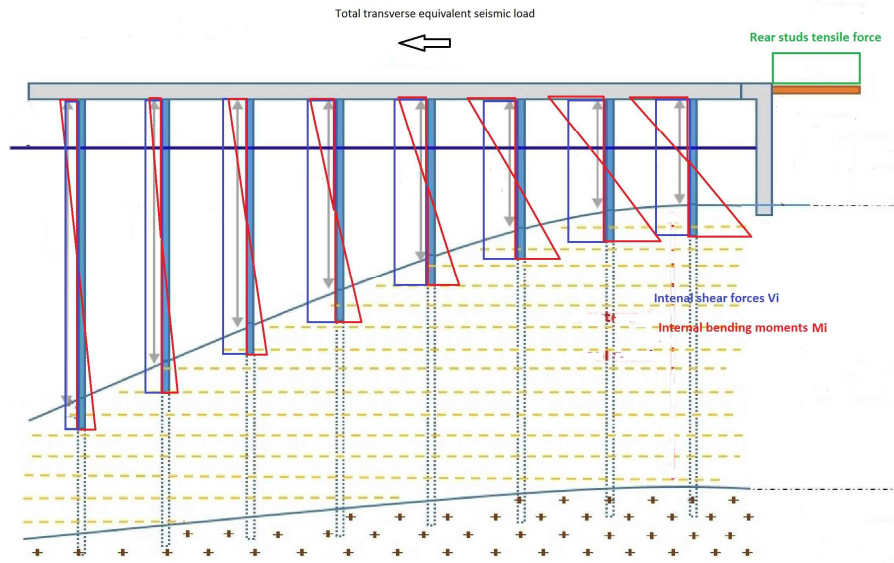 Total transverse equivalent seismic load
Rear studs tensile force
Intenal shear forces Vi
Internal bending moments Mi